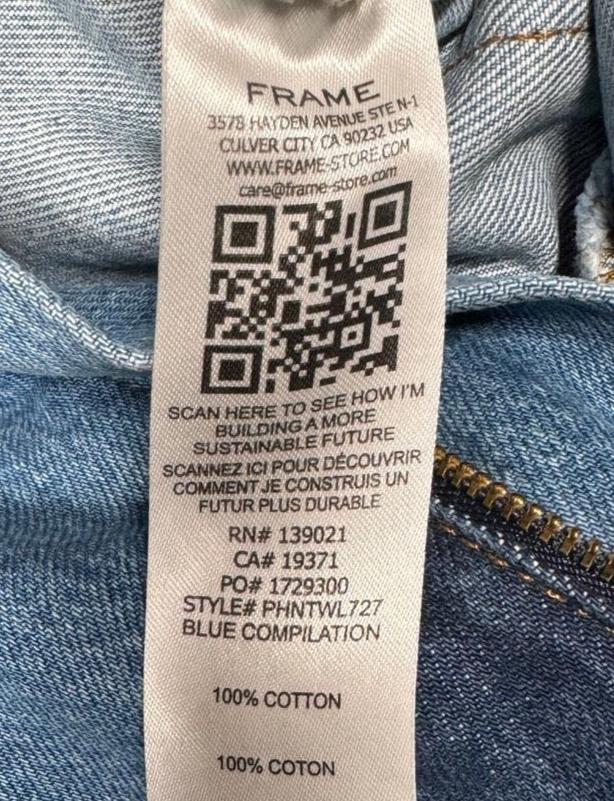 FRAME
3578 HAYDEN AVENUE STE N-1
CULVER CITY CA 90232 USA
WWW.FRAME-STORE.COM
care@frame-store.com
SCAN HERE TO SEE HOW I'M
BUILDING A MORE
SUSTAINABLE FUTURE
SCANNEZ ICI POUR DÉCOUVRIR
COMMENT JE CONSTRUIS UN
FUTUR PLUS DURABLE
RN# 139021
CA# 19371
PO# 1729300
STYLE# PHNTWL727
BLUE COMPILATION
100% COTTON
100% COTON